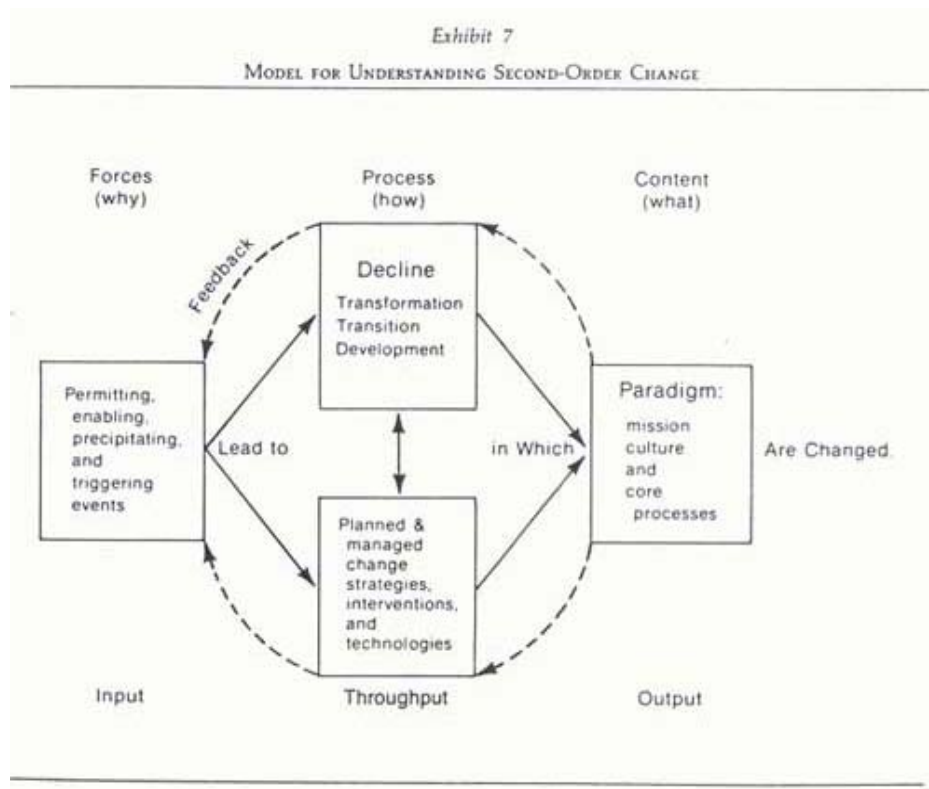 Exhibit 7
MODEL FOR UNDERSTANDING SECOND-ORDER CHANGE
Forces
(why)
Process
(how)
Content
(what)
Feedback
Decline
Transformation
Transition
Development
Permitting,
enabling,
precipitating,
and
triggering
events
Lead to
in Which
Paradigm:
mission
culture
and
core
processes
Are Changed.
Planned &
managed
change
strategies,
interventions,
and
technologies
Input
Throughput
Output